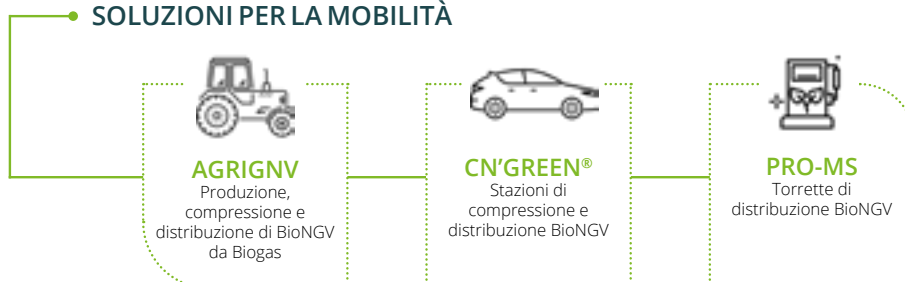 SOLUZIONI PER LA MOBILITÀ
AGRIGNV
Produzione,
compressione e
distribuzione di BioNGV
da Biogas
CN'GREEN®
Stazioni di
compressione e
distribuzione BioNGV
PRO-MS
Torrette di
distribuzione BioNGV